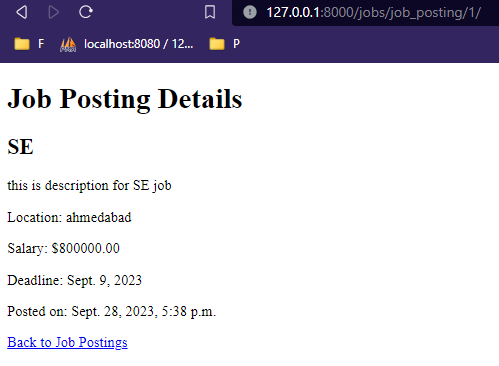 127.0.0.1:8000/jobs/job_posting/1/
F localhost:8080 / 12... P
Job Posting Details
SE
this is description for SE job
Location: ahmedabad
Salary: $800000.00
Deadline: Sept. 9, 2023
Posted on: Sept. 28, 2023, 5:38 p.m.
Back to Job Postings